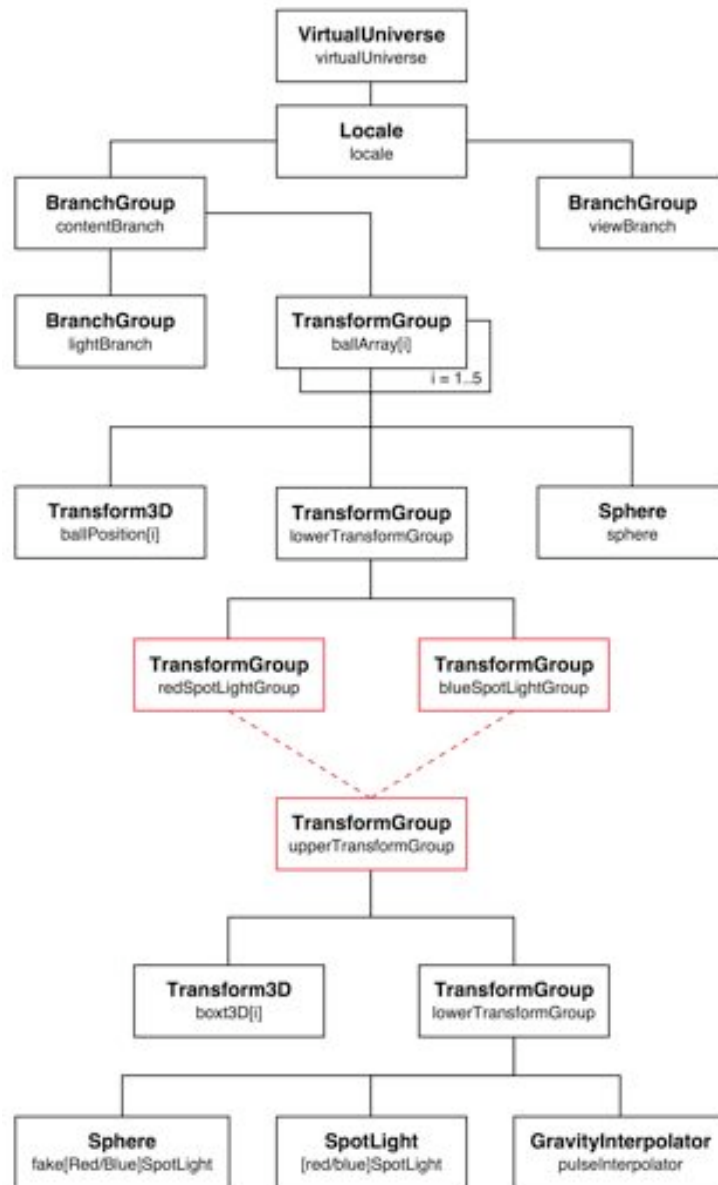 VirtualUniverse
virtualUniverse
Locale
locale
BranchGroup
contentBranch
BranchGroup
viewBranch
BranchGroup
lightBranch
TransformGroup
ballArray[i]
i = 1..5
Transform3D
ballPosition[i]
TransformGroup
lowerTransformGroup
Sphere
sphere
TransformGroup
redSpotLightGroup
TransformGroup
blueSpotLightGroup
TransformGroup
upperTransformGroup
Transform3D
boxt3D[i]
TransformGroup
lowerTransformGroup
Sphere
fake[Red/Blue]SpotLight
SpotLight
[red/blue]SpotLight
GravityInterpolator
pulseInterpolator